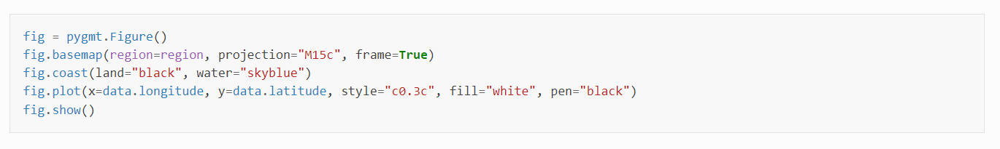 fig = pygmt.Figure()
fig.basemap(region=region, projection="M15c", frame=True)
fig.coast(land="black", water="skyblue")
fig.plot(x=data.longitude, y=data.latitude, style="c0.3c", fill="white", pen="black")
fig.show()